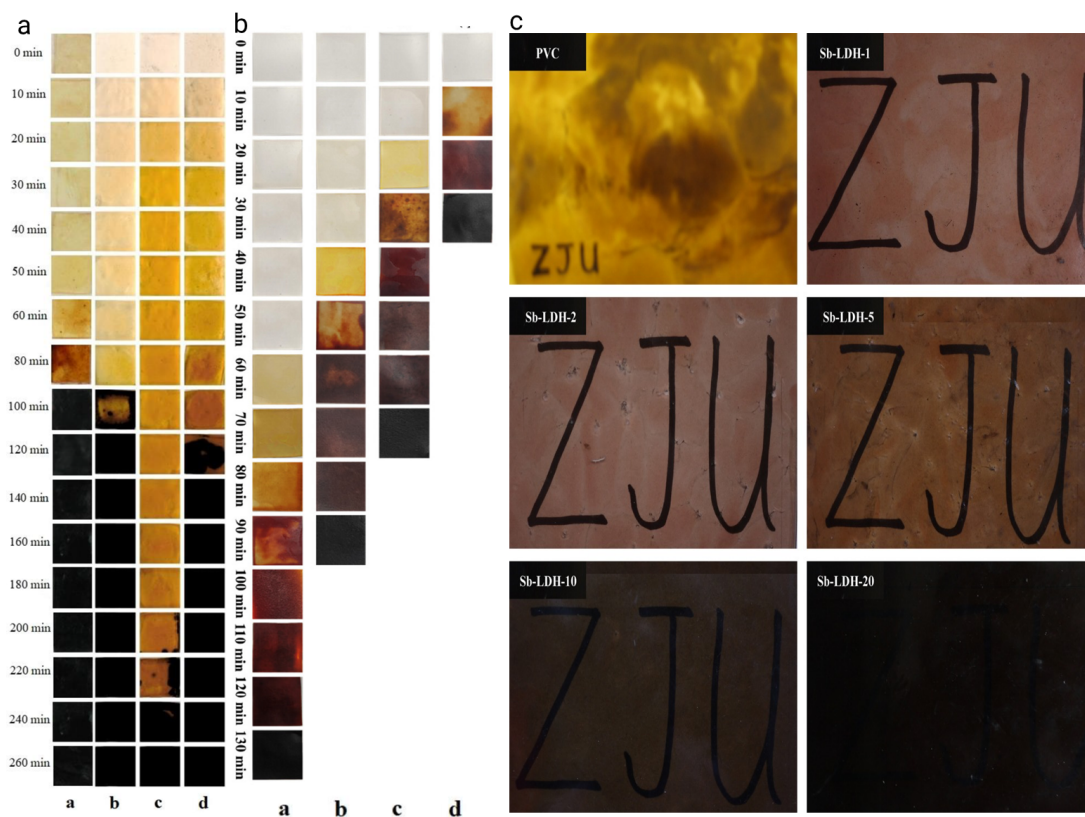 a
0 min
10 min
20 min
30 min
40 min
50 min
60 min
80 min
100 min
120 min
140 min
160 min
180 min
200 min
220 min
240 min
260 min
a b c d
b
0 min
10 min
20 min
30 min
40 min
50 min
60 min
70 min
80 min
90 min
100 min
110 min
120 min
130 min
a b c d
c
PVC
ZJU
Sb-LDH-1
ZJU
Sb-LDH-2
ZJU
Sb-LDH-5
ZJU
Sb-LDH-10
ZJU
Sb-LDH-20
ZJU